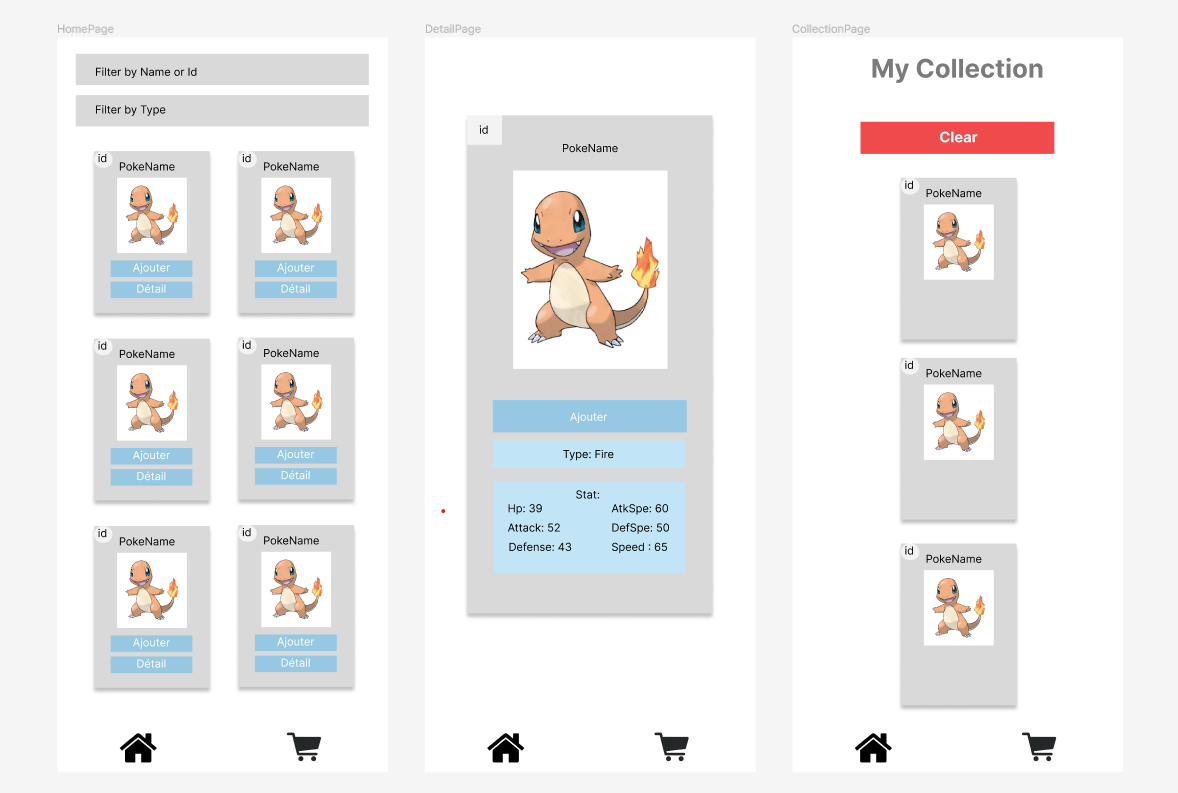 HomePage
Filter by Name or Id
Filter by Type
id
PokeName
Ajouter
Détail
id
PokeName
Ajouter
Détail
id
PokeName
Ajouter
Détail
id
PokeName
Ajouter
Détail
id
PokeName
Ajouter
Détail
id
PokeName
Ajouter
Détail
DetailPage
id
PokeName
Ajouter
Type: Fire
Stat:
Hp: 39 AtkSpe: 60
Attack: 52 DefSpe: 50
Defense: 43 Speed : 65
CollectionPage
My Collection
Clear
id
PokeName
id
PokeName
id
PokeName